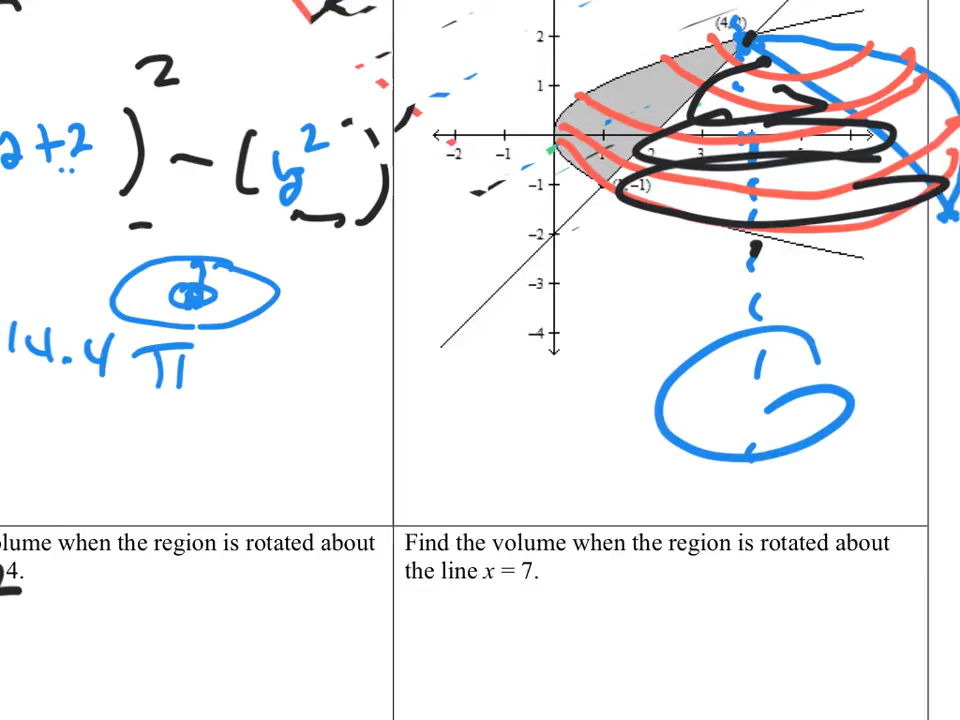 2
2 + 2 ) - ( y²
14.4 π
(4, 2)
2
1
-2 -1 1 2 3
-1
(1, -1)
-2
-3
-4
olume when the region is rotated about
4.
Find the volume when the region is rotated about
the line x = 7.